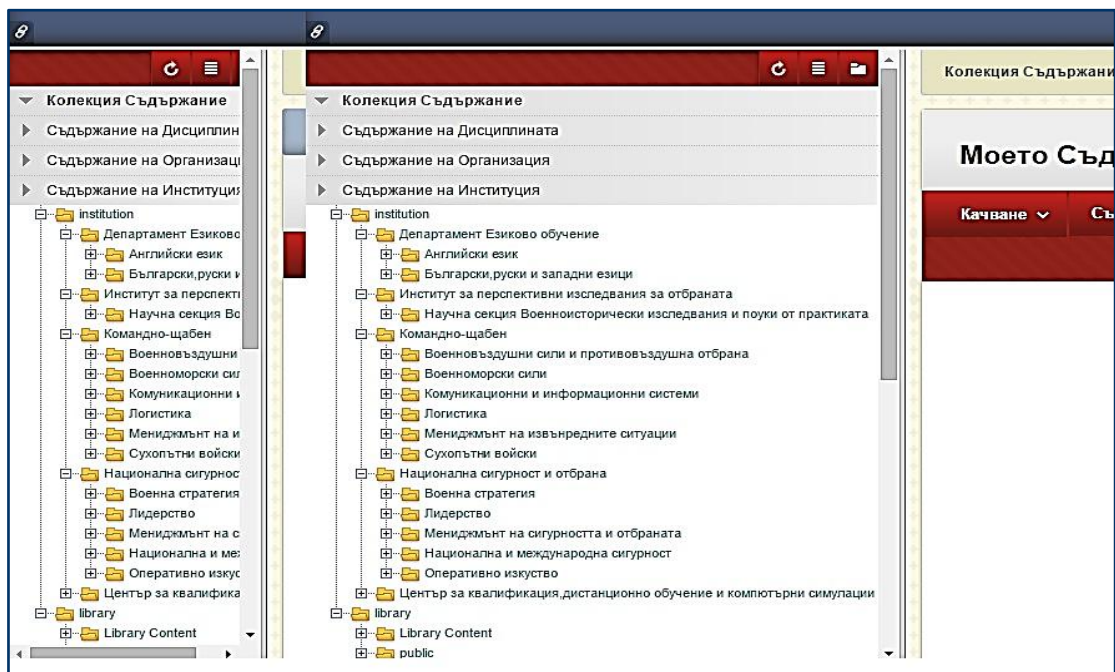 Колекция Съдържание
Съдържание на Дисциплин
Съдържание на Организаци
Съдържание на Институция
institution
Департамент Езиково
Английски език
Български,руски и
Институт за перспекти
Научна секция Во
Командно-щабен
Военновъздушни
Военноморски сил
Комуникационни и
Логистика
Мениджмънт на и
Сухопътни войски
Национална сигурнос
Военна стратегия
Лидерство
Мениджмънт на с
Национална и меж
Оперативно изкус
Център за квалифика
library
Library Content
Колекция Съдържание
Съдържание на Дисциплината
Съдържание на Организация
Съдържание на Институция
institution
Департамент Езиково обучение
Английски език
Български,руски и западни езици
Институт за перспективни изследвания за отбраната
Научна секция Военноисторически изследвания и поуки от практиката
Командно-щабен
Военновъздушни сили и противовъздушна отбрана
Военноморски сили
Комуникационни и информационни системи
Логистика
Мениджмънт на извънредните ситуации
Сухопътни войски
Национална сигурност и отбрана
Военна стратегия
Лидерство
Мениджмънт на сигурността и отбраната
Национална и международна сигурност
Оперативно изкуство
Център за квалификация,дистанционно обучение и компютърни симулации
library
Library Content
public
Колекция Съдържани
Моето Съд
Качване Съ